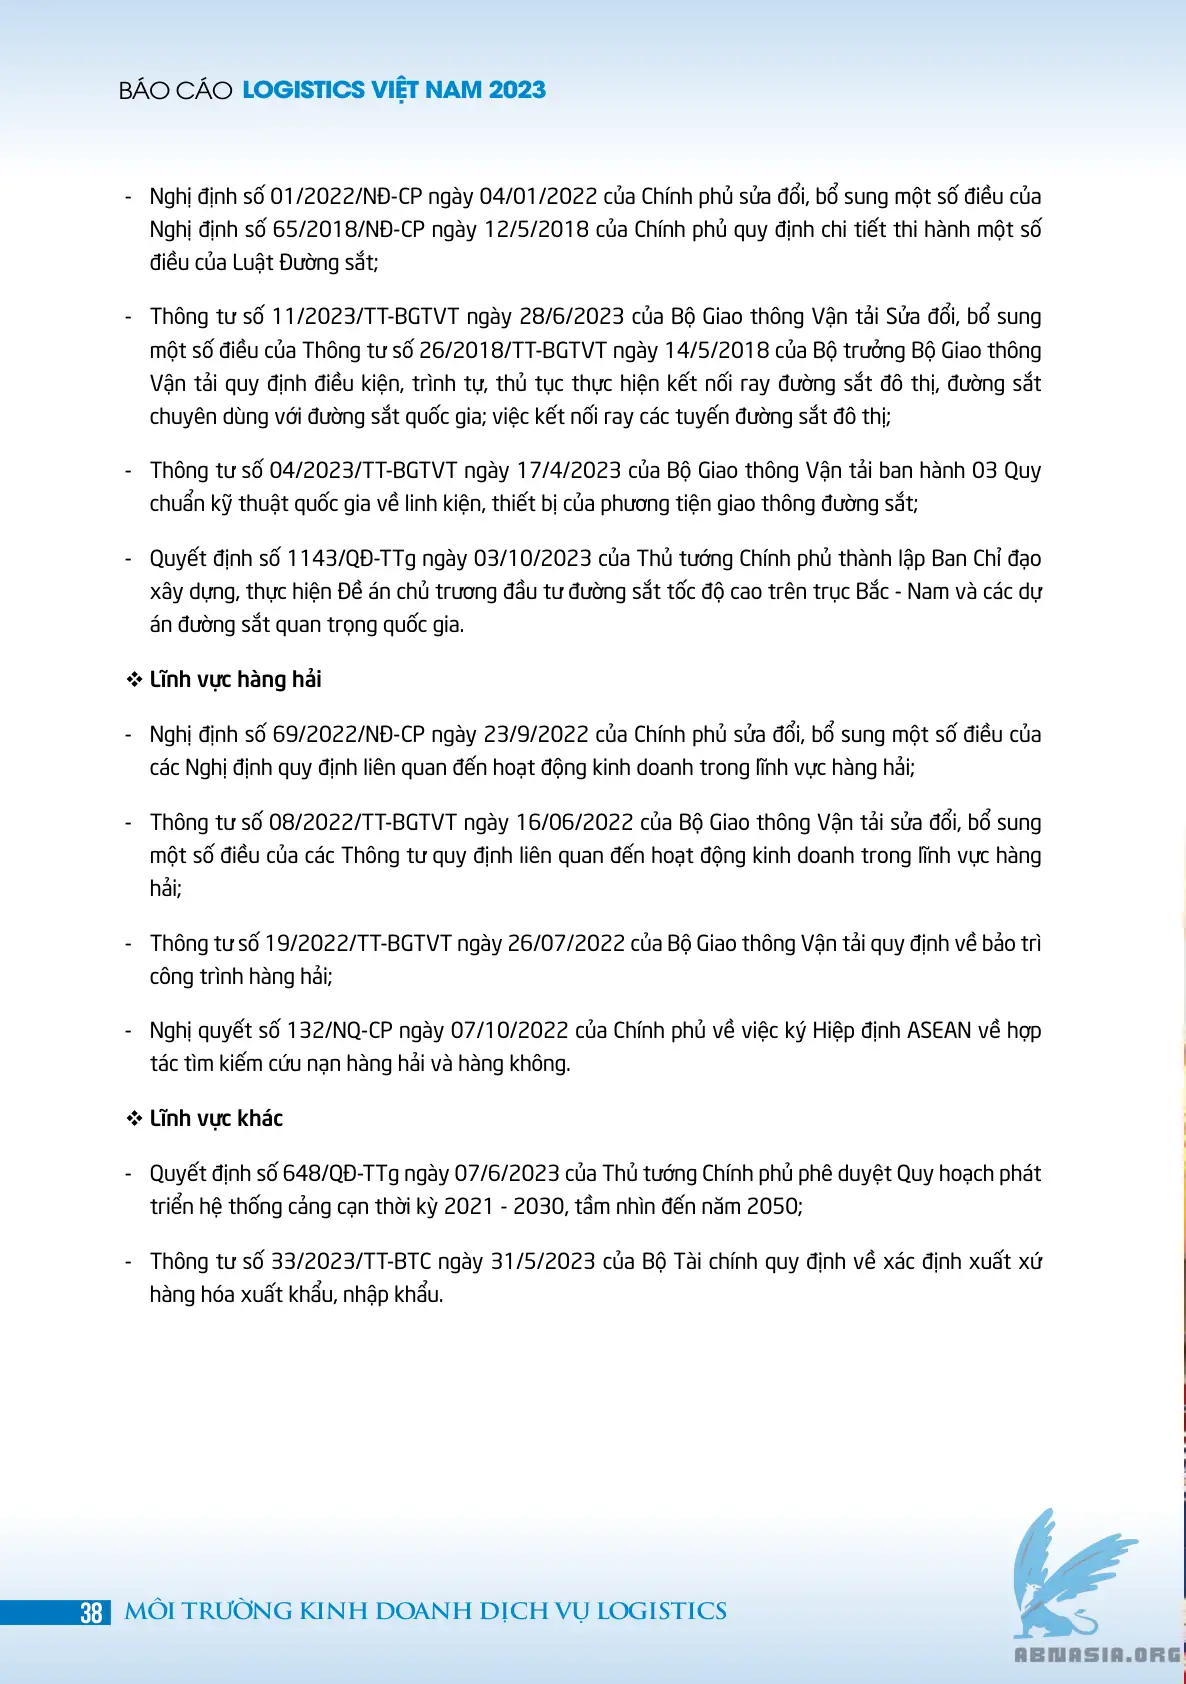 BÁO CÁO LOGISTICS VIỆT NAM 2023
- Nghị định số 01/2022/NĐ-CP ngày 04/01/2022 của Chính phủ sửa đổi, bổ sung một số điều của
Nghị định số 65/2018/NĐ-CP ngày 12/5/2018 của Chính phủ quy định chi tiết thi hành một số
điều của Luật Đường sắt;
- Thông tư số 11/2023/TT-BGTVT ngày 28/6/2023 của Bộ Giao thông Vận tải Sửa đổi, bổ sung
một số điều của Thông tư số 26/2018/TT-BGTVT ngày 14/5/2018 của Bộ trưởng Bộ Giao thông
Vận tải quy định điều kiện, trình tự, thủ tục thực hiện kết nối ray đường sắt đô thị, đường sắt
chuyên dùng với đường sắt quốc gia; việc kết nối ray các tuyến đường sắt đô thị;
- Thông tư số 04/2023/TT-BGTVT ngày 17/4/2023 của Bộ Giao thông Vận tải ban hành 03 Quy
chuẩn kỹ thuật quốc gia về linh kiện, thiết bị của phương tiện giao thông đường sắt;
- Quyết định số 1143/QĐ-TTg ngày 03/10/2023 của Thủ tướng Chính phủ thành lập Ban Chỉ đạo
xây dựng, thực hiện Đề án chủ trương đầu tư đường sắt tốc độ cao trên trục Bắc - Nam và các dự
án đường sắt quan trọng quốc gia.
❖ Lĩnh vực hàng hải
- Nghị định số 69/2022/NĐ-CP ngày 23/9/2022 của Chính phủ sửa đổi, bổ sung một số điều của
các Nghị định quy định liên quan đến hoạt động kinh doanh trong lĩnh vực hàng hải;
- Thông tư số 08/2022/TT-BGTVT ngày 16/06/2022 của Bộ Giao thông Vận tải sửa đổi, bổ sung
một số điều của các Thông tư quy định liên quan đến hoạt động kinh doanh trong lĩnh vực hàng
hải;
- Thông tư số 19/2022/TT-BGTVT ngày 26/07/2022 của Bộ Giao thông Vận tải quy định về bảo trì
công trình hàng hải;
- Nghị quyết số 132/NQ-CP ngày 07/10/2022 của Chính phủ về việc ký Hiệp định ASEAN về hợp
tác tìm kiếm cứu nạn hàng hải và hàng không.
❖ Lĩnh vực khác
- Quyết định số 648/QĐ-TTg ngày 07/6/2023 của Thủ tướng Chính phủ phê duyệt Quy hoạch phát
triển hệ thống cảng cạn thời kỳ 2021 - 2030, tầm nhìn đến năm 2050;
- Thông tư số 33/2023/TT-BTC ngày 31/5/2023 của Bộ Tài chính quy định về xác định xuất xứ
hàng hóa xuất khẩu, nhập khẩu.
38 MÔI TRƯỜNG KINH DOANH DỊCH VỤ LOGISTICS
ABNASIA.ORG